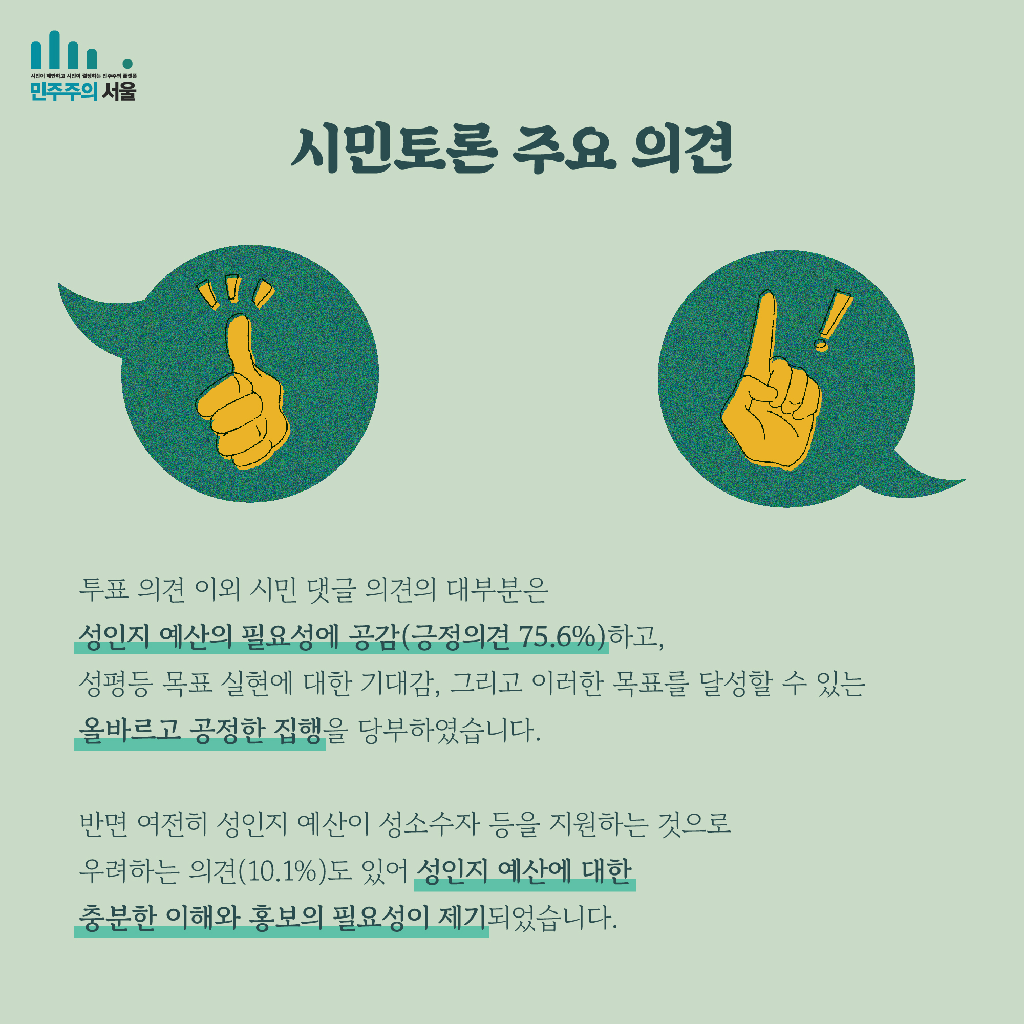 시민이 제안하고 시민이 결정하는 민주주의 플랫폼
민주주의 서울
시민토론 주요 의견
투표 의견 이외 시민 댓글 의견의 대부분은
성인지 예산의 필요성에 공감(긍정의견 75.6%)하고,
성평등 목표 실현에 대한 기대감, 그리고 이러한 목표를 달성할 수 있는
올바르고 공정한 집행을 당부하였습니다.
반면 여전히 성인지 예산이 성소수자 등을 지원하는 것으로
우려하는 의견(10.1%)도 있어 성인지 예산에 대한
충분한 이해와 홍보의 필요성이 제기되었습니다.